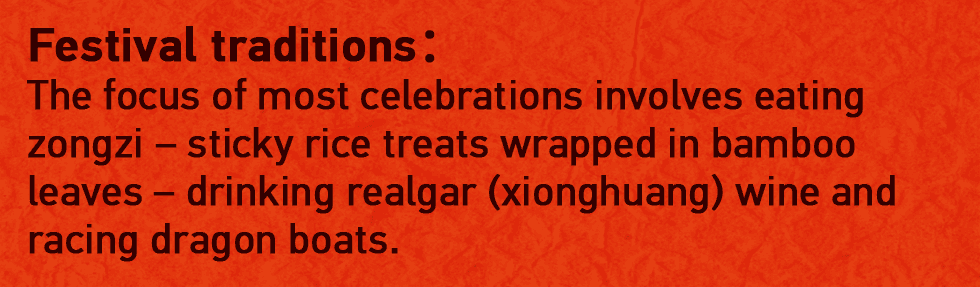 Festival traditions：
The focus of most celebrations involves eating
zongzi – sticky rice treats wrapped in bamboo
leaves – drinking realgar (xionghuang) wine and
racing dragon boats.